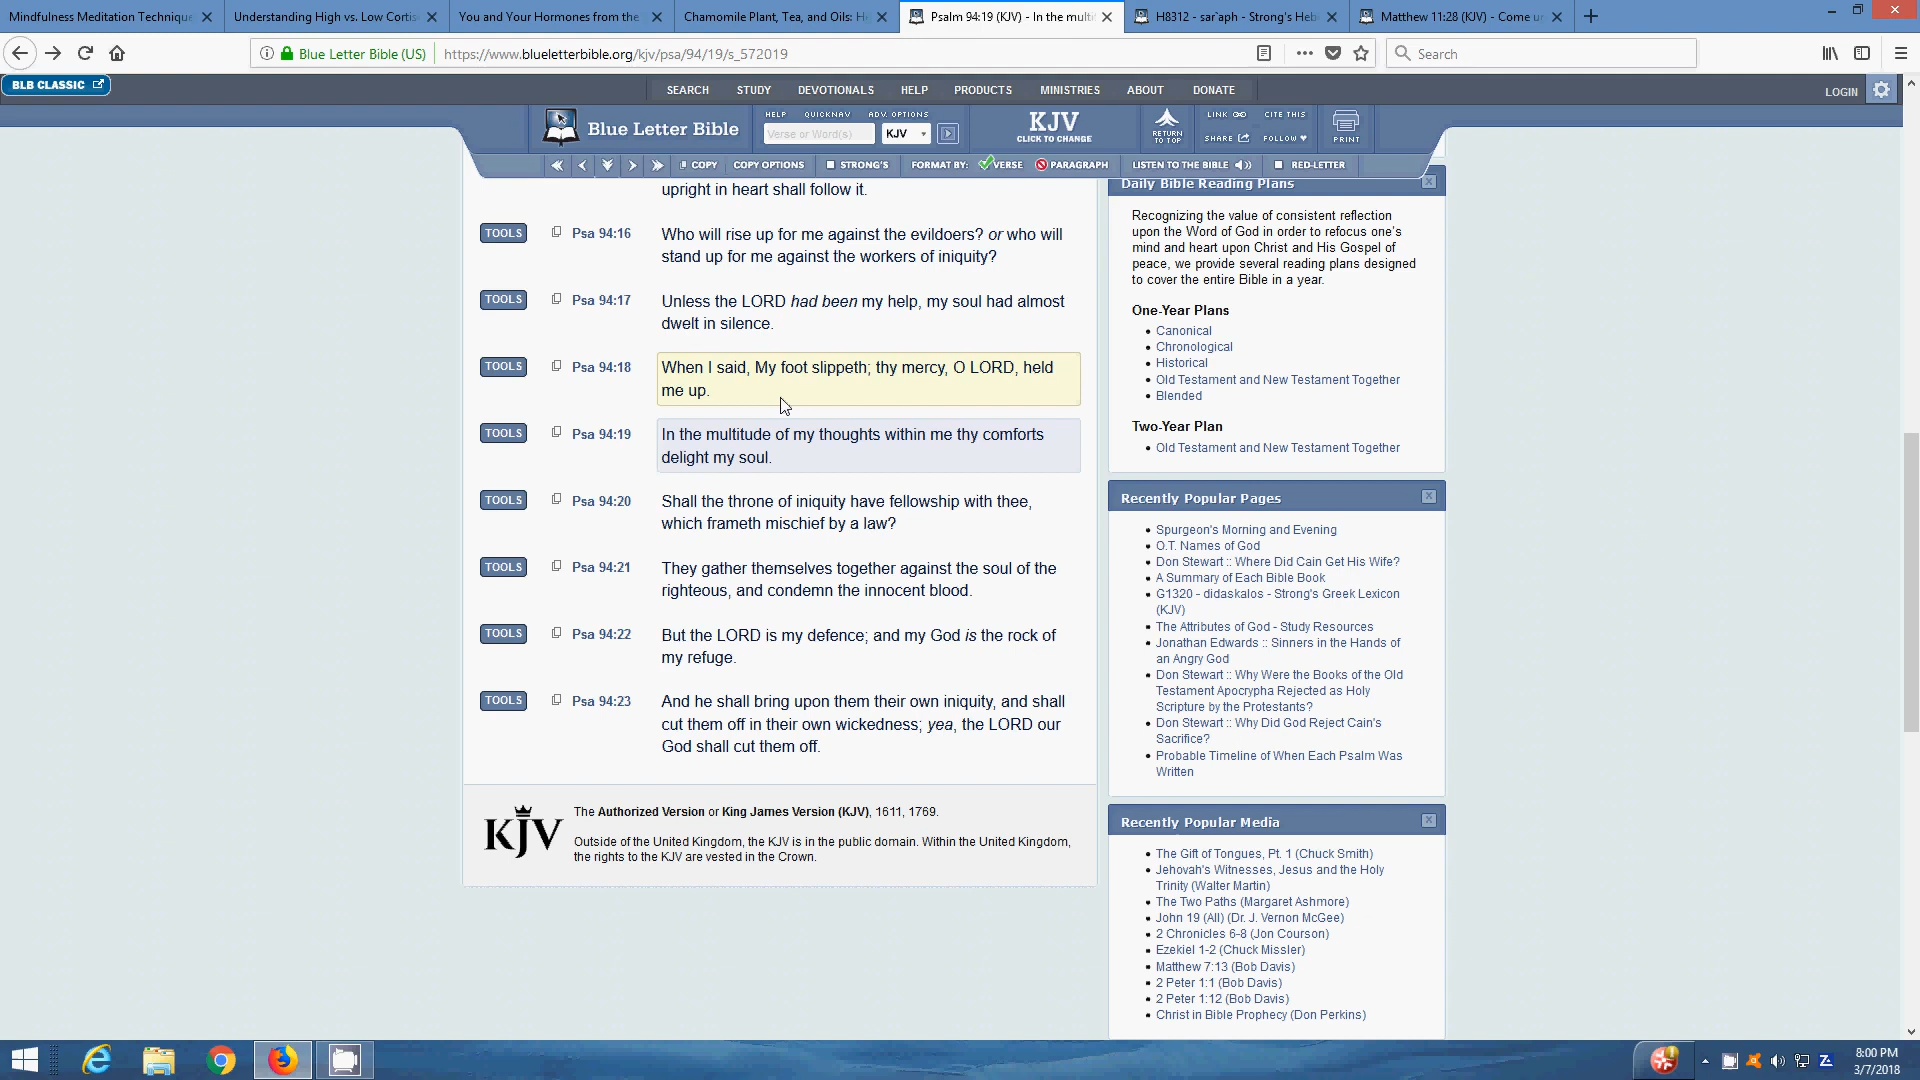 Mindfulness Meditation Technique
Understanding High vs. Low Cortis
You and Your Hormones from the
Chamomile Plant, Tea, and Oils: H
Psalm 94:19 (KJV) - In the mult
H8312 - sar`aph - Strong's Heb
Matthew 11:28 (KJV) - Come u
Blue Letter Bible (US)
https://www.blueletterbible.org/kjv/psa/94/19/s_572019
Search
BLB CLASSIC
SEARCH STUDY DEVOTIONALS HELP PRODUCTS MINISTRIES ABOUT DONATE
LOGIN
Blue Letter Bible
HELP QUICKNAV ADV. OPTIONS
Verse or Word(s)
KJV
KJV
CLICK TO CHANGE
RETURN
TO TOP
LINK CITE THIS
SHARE FOLLOW
PRINT
COPY COPY OPTIONS STRONG'S FORMAT BY: VERSE PARAGRAPH LISTEN TO THE BIBLE RED-LETTER
upright in heart shall follow it.
TOOLS Psa 94:16 Who will rise up for me against the evildoers? or who will
stand up for me against the workers of iniquity?
TOOLS Psa 94:17 Unless the LORD had been my help, my soul had almost
dwelt in silence.
TOOLS Psa 94:18 When I said, My foot slippeth; thy mercy, O LORD, held
me up.
TOOLS Psa 94:19 In the multitude of my thoughts within me thy comforts
delight my soul.
TOOLS Psa 94:20 Shall the throne of iniquity have fellowship with thee,
which frameth mischief by a law?
TOOLS Psa 94:21 They gather themselves together against the soul of the
righteous, and condemn the innocent blood.
TOOLS Psa 94:22 But the LORD is my defence; and my God is the rock of
my refuge.
TOOLS Psa 94:23 And he shall bring upon them their own iniquity, and shall
cut them off in their own wickedness; yea, the LORD our
God shall cut them off.
KJV
The Authorized Version or King James Version (KJV), 1611, 1769.
Outside of the United Kingdom, the KJV is in the public domain. Within the United Kingdom,
the rights to the KJV are vested in the Crown.
Daily Bible Reading Plans
Recognizing the value of consistent reflection
upon the Word of God in order to refocus one's
mind and heart upon Christ and His Gospel of
peace, we provide several reading plans designed
to cover the entire Bible in a year.
One-Year Plans
Canonical
Chronological
Historical
Old Testament and New Testament Together
Blended
Two-Year Plan
Old Testament and New Testament Together
Recently Popular Pages
Spurgeon's Morning and Evening
O.T. Names of God
Don Stewart :: Where Did Cain Get His Wife?
A Summary of Each Bible Book
G1320 - didaskalos - Strong's Greek Lexicon
(KJV)
The Attributes of God - Study Resources
Jonathan Edwards :: Sinners in the Hands of
an Angry God
Don Stewart :: Why Were the Books of the Old
Testament Apocrypha Rejected as Holy
Scripture by the Protestants?
Don Stewart :: Why Did God Reject Cain's
Sacrifice?
Probable Timeline of When Each Psalm Was
Written
Recently Popular Media
The Gift of Tongues, Pt. 1 (Chuck Smith)
Jehovah's Witnesses, Jesus and the Holy
Trinity (Walter Martin)
The Two Paths (Margaret Ashmore)
John 19 (All) (Dr. J. Vernon McGee)
2 Chronicles 6-8 (Jon Courson)
Ezekiel 1-2 (Chuck Missler)
Matthew 7:13 (Bob Davis)
2 Peter 1:1 (Bob Davis)
2 Peter 1:12 (Bob Davis)
Christ in Bible Prophecy (Don Perkins)
8:00 PM
3/7/2018